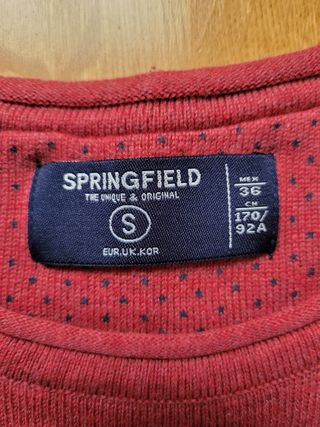 SPRINGFIELD
THE UNIQUE & ORIGINAL
S
EUR.UK.KOR
MEX
36
CN
170/
92A